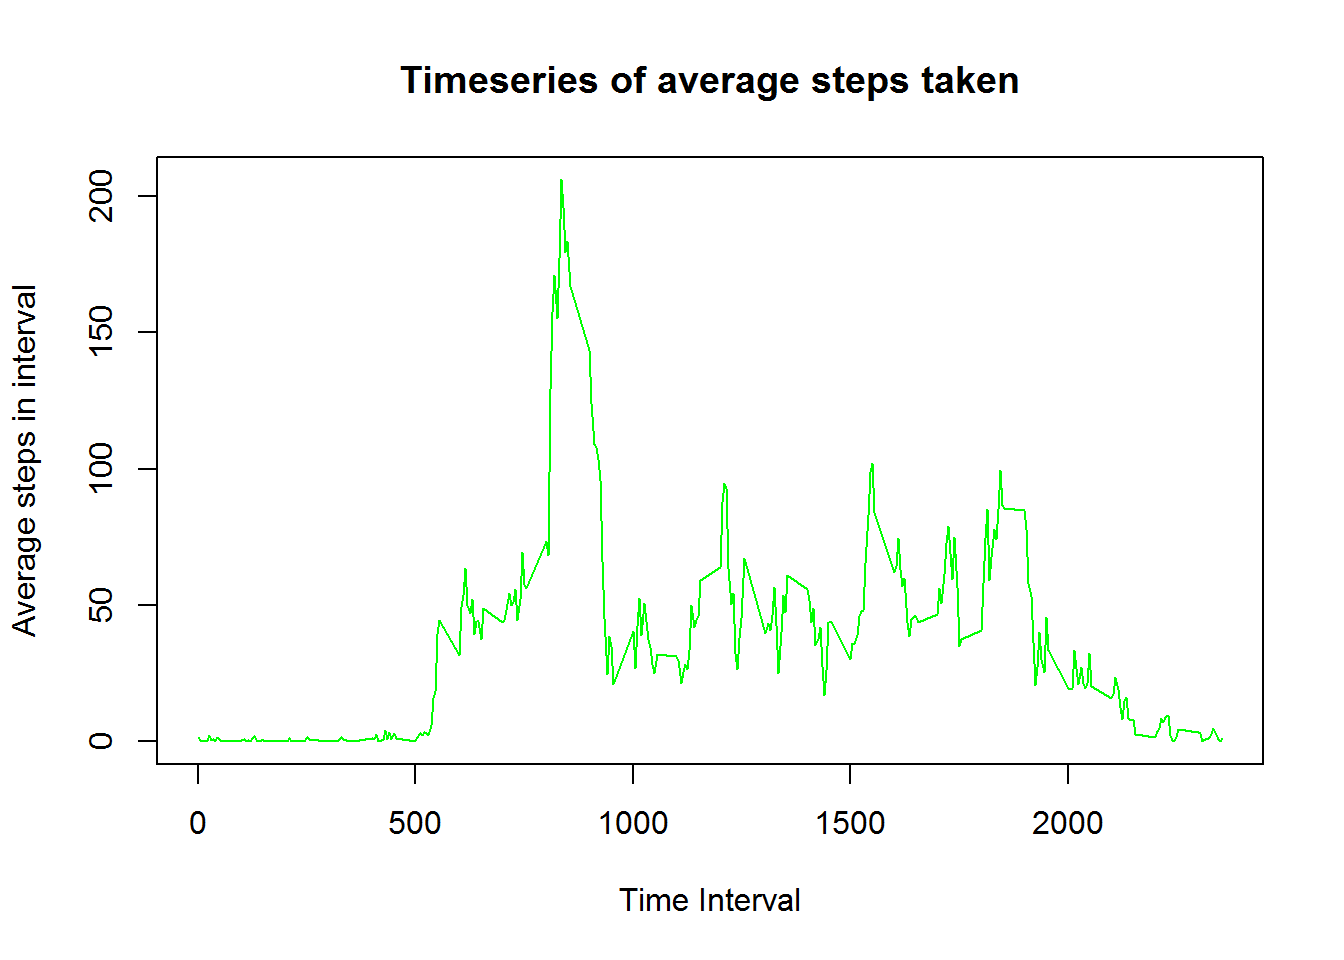 Timeseries of average steps taken
Average steps in interval
200
150
100
50
0
0 500 1000 1500 2000
Time Interval